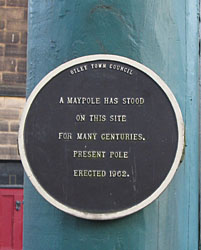 OTLEY TOWN COUNCIL
A MAYPOLE HAS STOOD
ON THIS SITE
FOR MANY CENTURIES.
PRESENT POLE
ERECTED 1962.